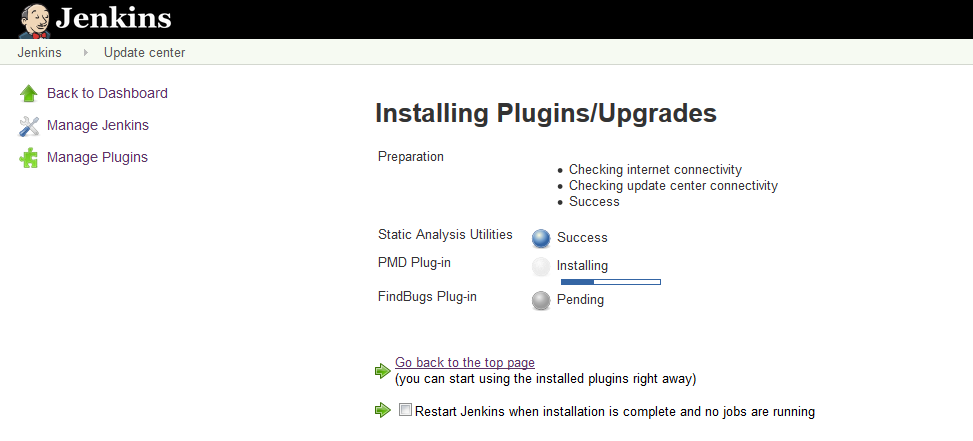 Jenkins
Jenkins Update center
Back to Dashboard
Manage Jenkins
Manage Plugins
Installing Plugins/Upgrades
Preparation
Checking internet connectivity
Checking update center connectivity
Success
Static Analysis Utilities Success
PMD Plug-in Installing
FindBugs Plug-in Pending
Go back to the top page
(you can start using the installed plugins right away)
Restart Jenkins when installation is complete and no jobs are running